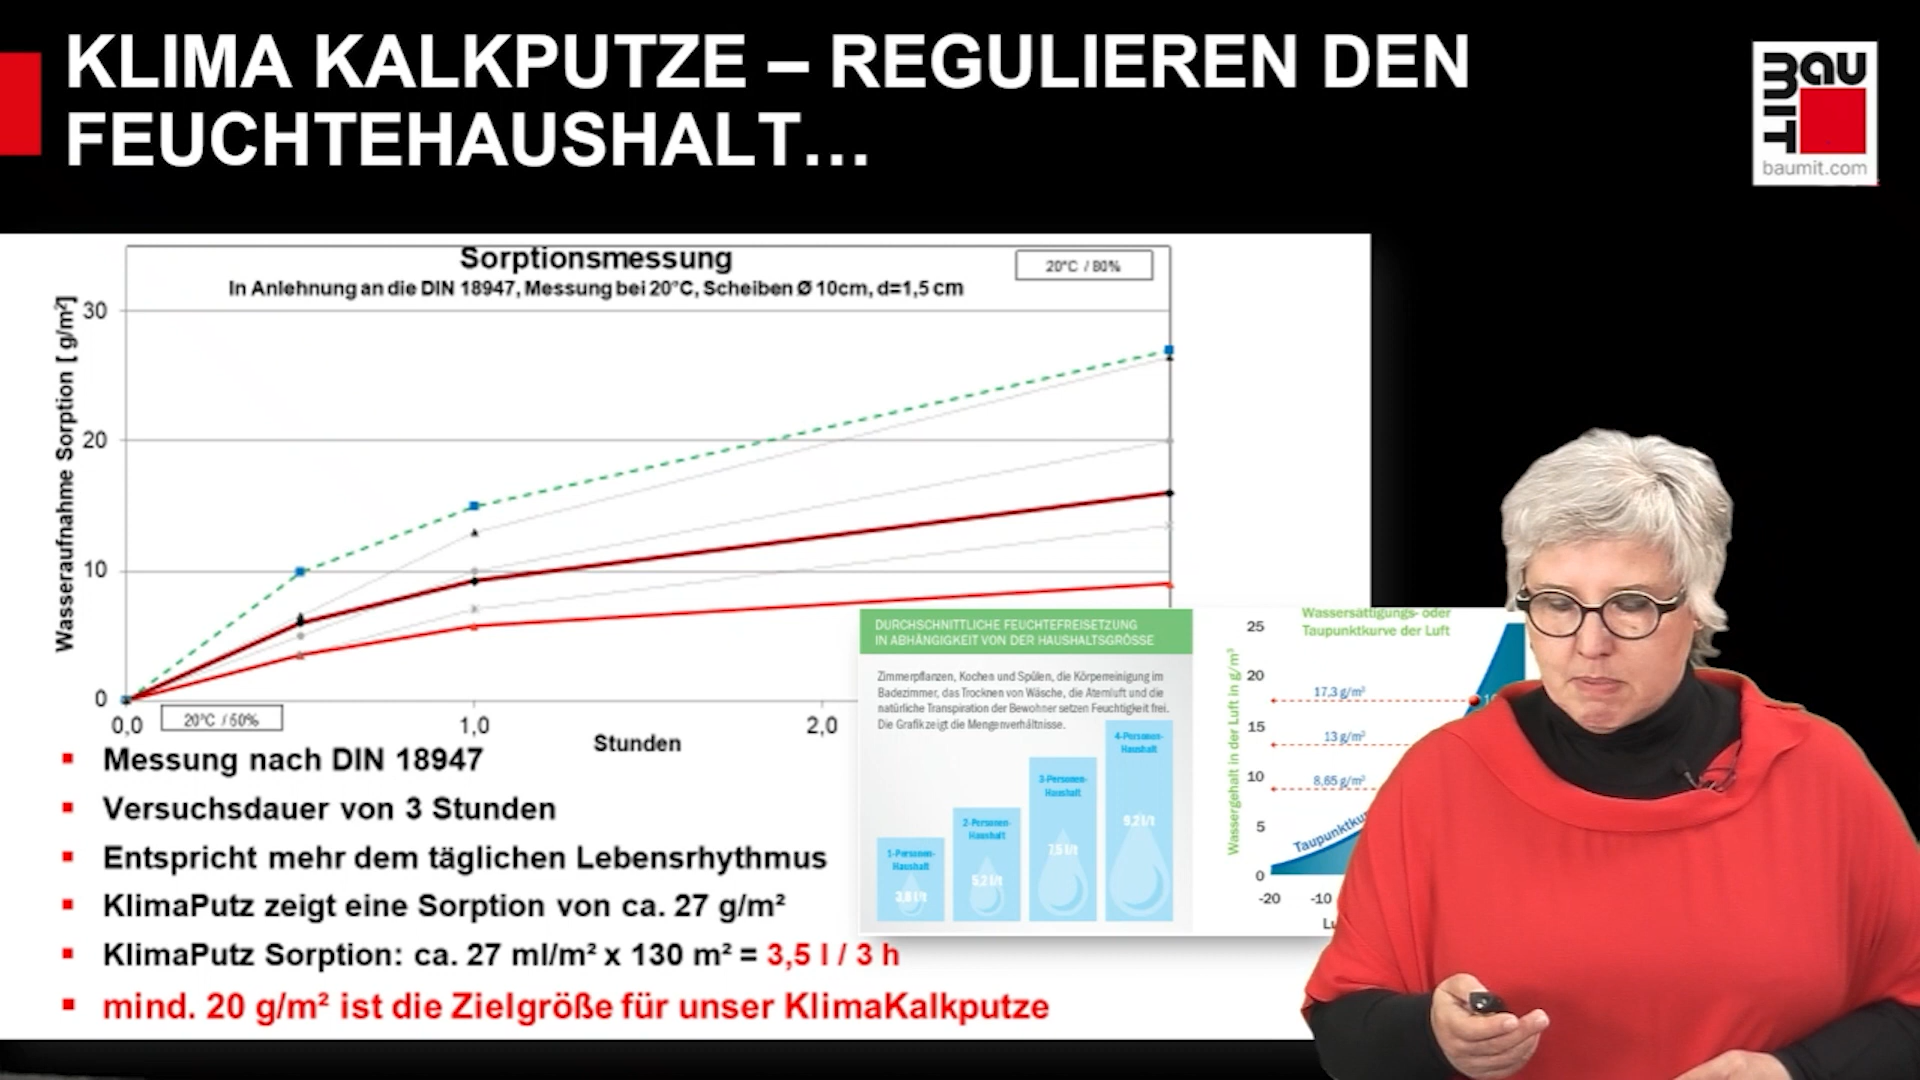 KLIMA KALKPUTZE – REGULIEREN DEN
FEUCHTEHAUSHALT…
BAUMIT
baumit.com
Sorptionsmessung
In Anlehnung an die DIN 18947, Messung bei 20°C, Scheiben Ø 10cm, d=1,5 cm
20°C / 80%
Wasseraufnahme Sorption [ g/m²]
30
20
10
0
0,0
20°C / 50%
1,0
2,0
Stunden
Messung nach DIN 18947
Versuchsdauer von 3 Stunden
Entspricht mehr dem täglichen Lebensrhythmus
KlimaPutz zeigt eine Sorption von ca. 27 g/m²
KlimaPutz Sorption: ca. 27 ml/m² x 130 m² = 3,5 l / 3 h
mind. 20 g/m² ist die Zielgröße für unser KlimaKalkputze
DURCHSCHNITTLICHE FEUCHTEFREISETZUNG
IN ABHÄNGIGKEIT VON DER HAUSHALTSGRÖSSE
Zimmerpflanzen, Kochen und Spülen, die Körperreinigung im
Badezimmer, das Trocknen von Wäsche, die Atemluft und die
natürliche Transpiration der Bewohner setzen Feuchtigkeit frei.
Die Grafik zeigt die Mengenverhältnisse.
1-Personen-
Haushalt
3,8 l/t
2-Personen-
Haushalt
5,2 l/t
3-Personen-
Haushalt
7,5 l/t
4-Personen-
Haushalt
9,2 l/t
Wassersättigungs- oder
Taupunktkurve der Luft
Wassergehalt in der Luft in g/m³
25
20
15
10
5
0
17,3 g/m³
13 g/m³
8,65 g/m³
-20
-10